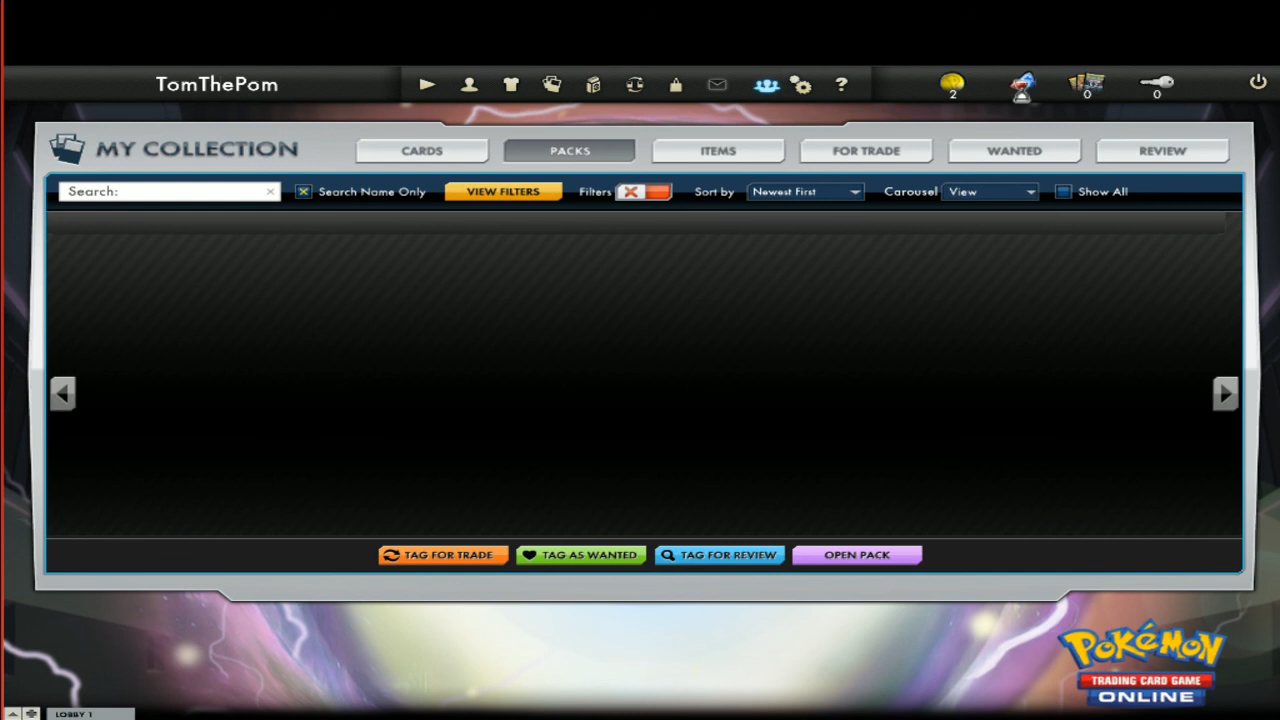 TomThePom
?
2
0
0
MY COLLECTION
CARDS
PACKS
ITEMS
FOR TRADE
WANTED
REVIEW
Search:
Search Name Only
VIEW FILTERS
Filters
Sort by
Newest First
Carousel
View
Show All
TAG FOR TRADE
TAG AS WANTED
TAG FOR REVIEW
OPEN PACK
POKéMON
TRADING CARD GAME
ONLINE
LOBBY 1